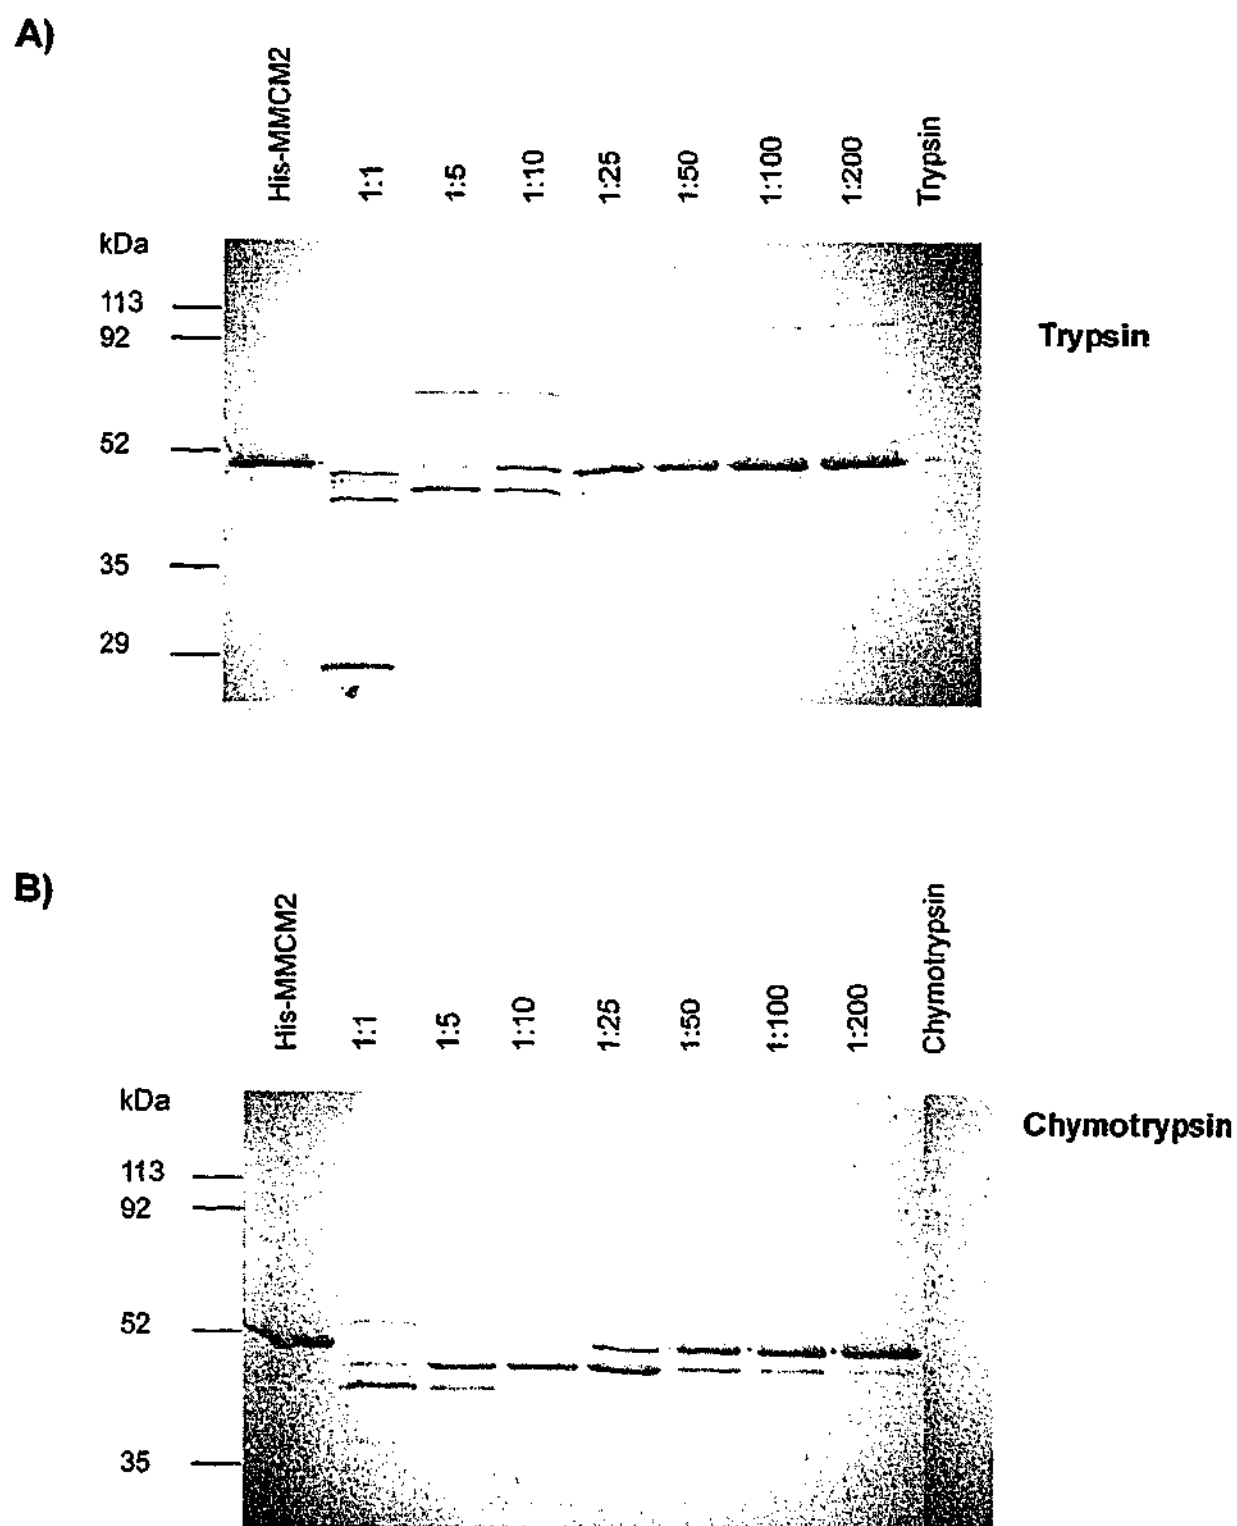 A)
His-MMCM2 1:1 1:5 1:10 1:25 1:50 1:100 1:200 Trypsin
kDa
113
92
Trypsin
52
35
29
B)
His-MMCM2 1:1 1:5 1:10 1:25 1:50 1:100 1:200 Chymotrypsin
kDa
Chymotrypsin
113
92
52
35